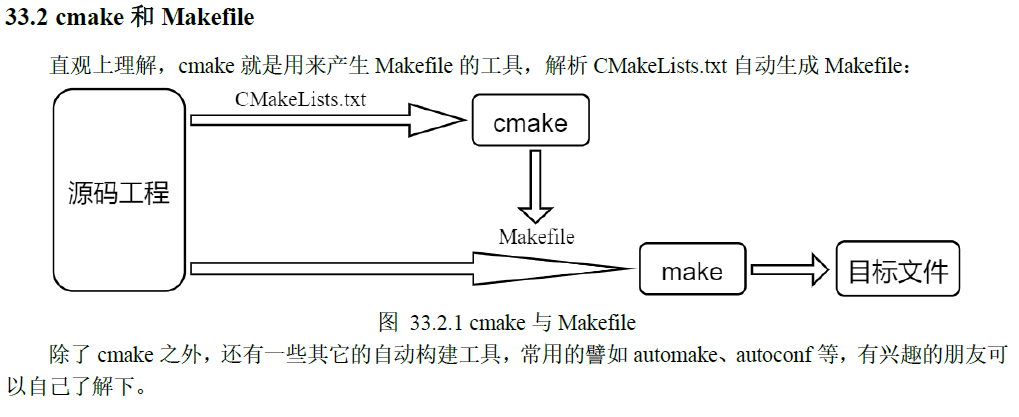 33.2 cmake 和 Makefile
直观上理解，cmake 就是用来产生 Makefile 的工具，解析 CMakeLists.txt 自动生成 Makefile：
CMakeLists.txt
cmake
源码工程
Makefile
make
目标文件
图 33.2.1 cmake 与 Makefile
除了 cmake 之外，还有一些其它的自动构建工具，常用的譬如 automake、autoconf 等，有兴趣的朋友可
以自己了解下。